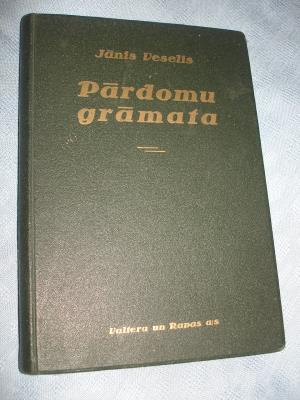 Jānis Veselis
Pārdomu
grāmata
Valtera un Rapas a/s